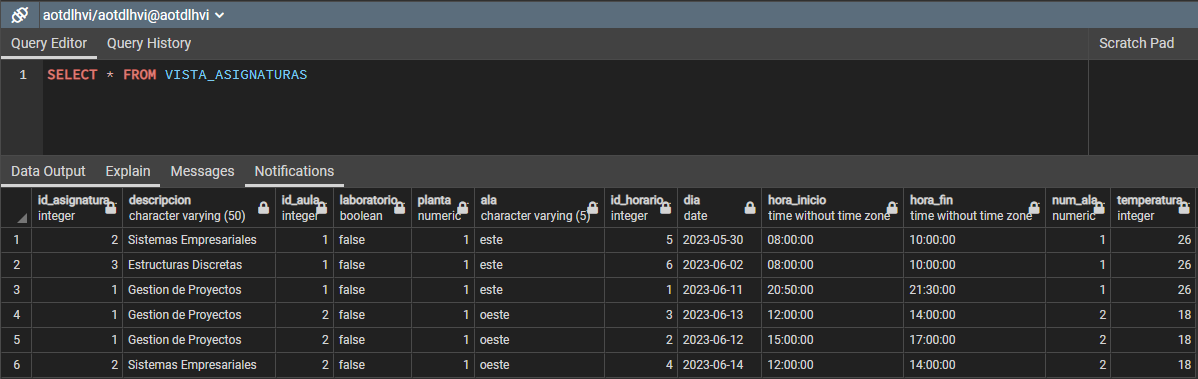 aotdlhvi/aotdlhvi@aotdlhvi
Query Editor Query History Scratch Pad
1 SELECT * FROM VISTA_ASIGNATURAS
Data Output Explain Messages Notifications
id_asignatura descripcion id_aula laboratorio planta ala id_horario dia hora_inicio hora_fin num_ala temperatura
integer character varying (50) integer boolean numeric character varying (5) integer date time without time zone time without time zone numeric integer
1 2 Sistemas Empresariales 1 false 1 este 5 2023-05-30 08:00:00 10:00:00 1 26
2 3 Estructuras Discretas 1 false 1 este 6 2023-06-02 08:00:00 10:00:00 1 26
3 1 Gestion de Proyectos 1 false 1 este 1 2023-06-11 20:50:00 21:30:00 1 26
4 1 Gestion de Proyectos 2 false 1 oeste 3 2023-06-13 12:00:00 14:00:00 2 18
5 1 Gestion de Proyectos 2 false 1 oeste 2 2023-06-12 15:00:00 17:00:00 2 18
6 2 Sistemas Empresariales 2 false 1 oeste 4 2023-06-14 12:00:00 14:00:00 2 18